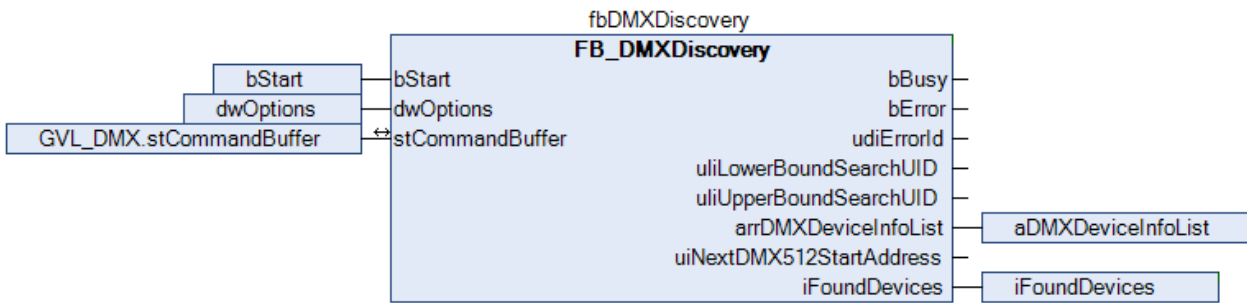 fbDMXDiscovery
FB_DMXDiscovery
bStart bStart bBusy
dwOptions dwOptions bError
GVL_DMX.stCommandBuffer ↔ stCommandBuffer udiErrorId
uliLowerBoundSearchUID
uliUpperBoundSearchUID
arrDMXDeviceInfoList aDMXDeviceInfoList
uiNextDMX512StartAddress
iFoundDevices iFoundDevices